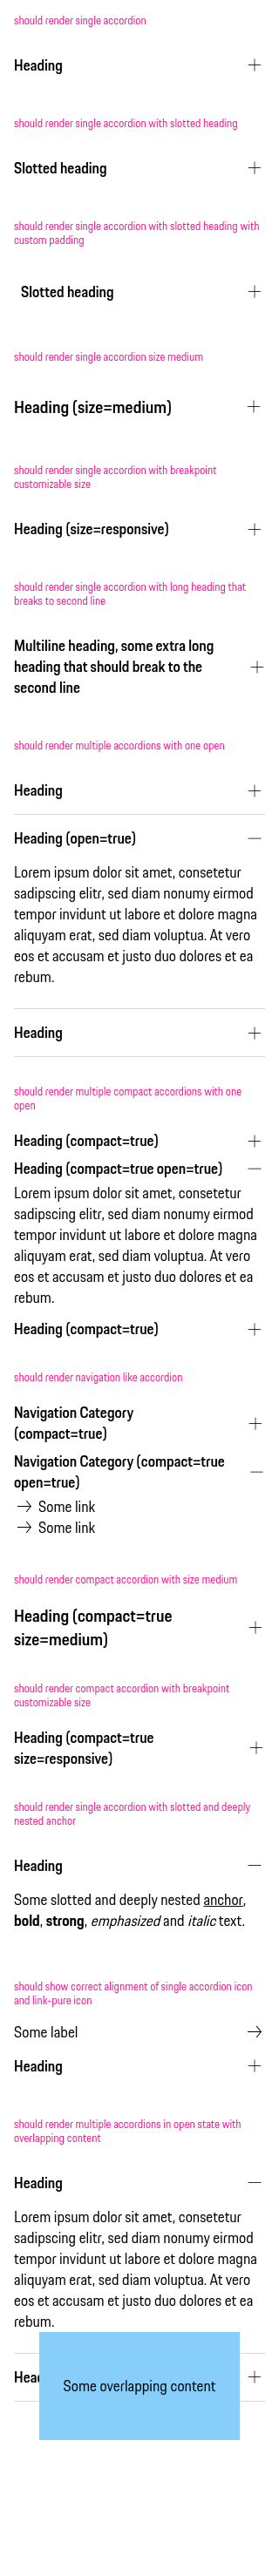 should render single accordion
Heading
should render single accordion with slotted heading
Slotted heading
should render single accordion with slotted heading with
custom padding
Slotted heading
should render single accordion size medium
Heading (size=medium)
should render single accordion with breakpoint
customizable size
Heading (size=responsive)
should render single accordion with long heading that
breaks to second line
Multiline heading, some extra long
heading that should break to the
second line
should render multiple accordions with one open
Heading
Heading (open=true)
Lorem ipsum dolor sit amet, consetetur
sadipscing elitr, sed diam nonumy eirmod
tempor invidunt ut labore et dolore magna
aliquyam erat, sed diam voluptua. At vero
eos et accusam et justo duo dolores et ea
rebum.
Heading
should render multiple compact accordions with one
open
Heading (compact=true)
Heading (compact=true open=true)
Lorem ipsum dolor sit amet, consetetur
sadipscing elitr, sed diam nonumy eirmod
tempor invidunt ut labore et dolore magna
aliquyam erat, sed diam voluptua. At vero
eos et accusam et justo duo dolores et ea
rebum.
Heading (compact=true)
should render navigation like accordion
Navigation Category
(compact=true)
Navigation Category (compact=true
open=true)
Some link
Some link
should render compact accordion with size medium
Heading (compact=true
size=medium)
should render compact accordion with breakpoint
customizable size
Heading (compact=true
size=responsive)
should render single accordion with slotted and deeply
nested anchor
Heading
Some slotted and deeply nested anchor,
bold, strong, emphasized and italic text.
should show correct alignment of single accordion icon
and link-pure icon
Some label
Heading
should render multiple accordions in open state with
overlapping content
Heading
Lorem ipsum dolor sit amet, consetetur
sadipscing elitr, sed diam nonumy eirmod
tempor invidunt ut labore et dolore magna
aliquyam erat, sed diam voluptua. At vero
eos et accusam et justo duo dolores et ea
rebum.
Some overlapping content